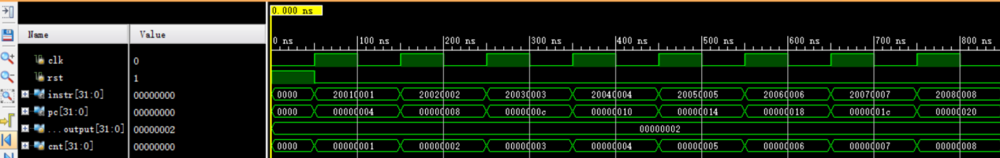 0.000 ns
Name Value
0 ns 100 ns 200 ns 300 ns 400 ns 500 ns 600 ns 700 ns 800 ns
clk 0
rst 1
instr[31:0] 00000000 0000 20010001 20020002 20030003 20040004 20050005 20060006 20070007 20080008
pc[31:0] 00000000 0000 00000004 00000008 0000000c 00000010 00000014 00000018 0000001c 00000020
...output[31:0] 00000002 00000002
cnt[31:0] 00000000 0000 00000001 00000002 00000003 00000004 00000005 00000006 00000007 00000008